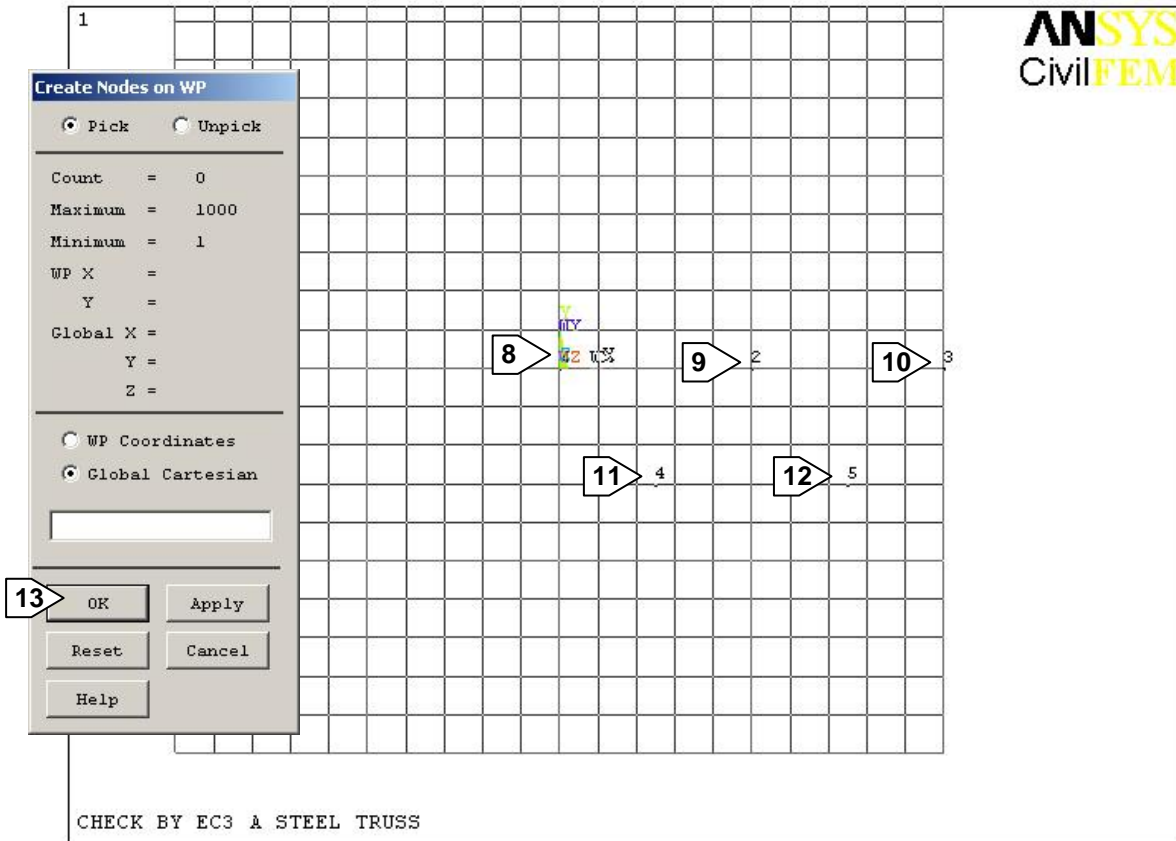 1
ANSYS
CivilFEM
Create Nodes on WP
Pick Unpick
Count = 0
Maximum = 1000
Minimum = 1
WP X =
Y =
Global X =
Y =
Z =
WP Coordinates
Global Cartesian
OK Apply
Reset Cancel
Help
Y
WY
8 Z WX
9 2
10 3
11 4
12 5
13
CHECK BY EC3 A STEEL TRUSS